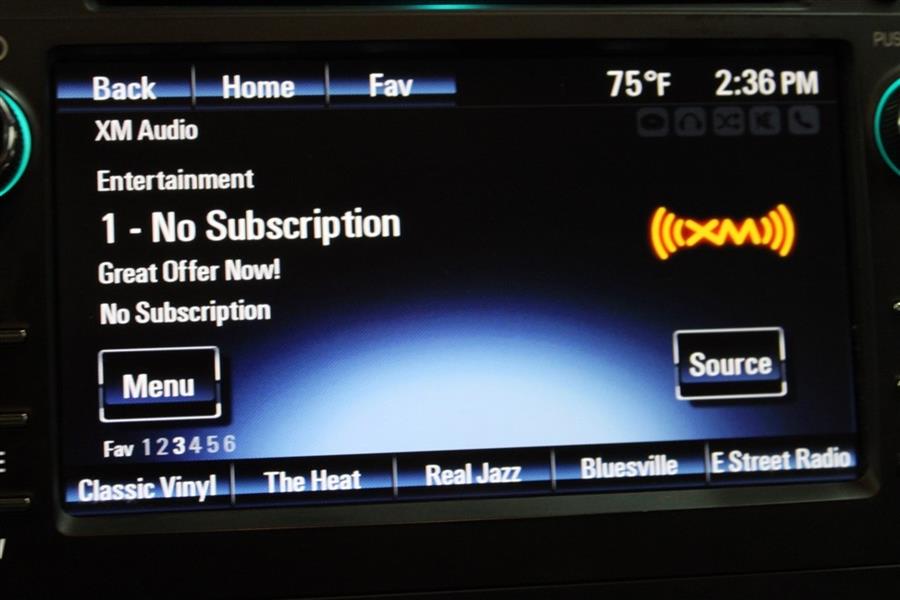 Back Home Fav 75°F 2:36 PM
XM Audio
Entertainment
1 - No Subscription
((XM))
Great Offer Now!
No Subscription
Menu Source
Fav 1 2 3 4 5 6
Classic Vinyl The Heat Real Jazz Bluesville E Street Radio